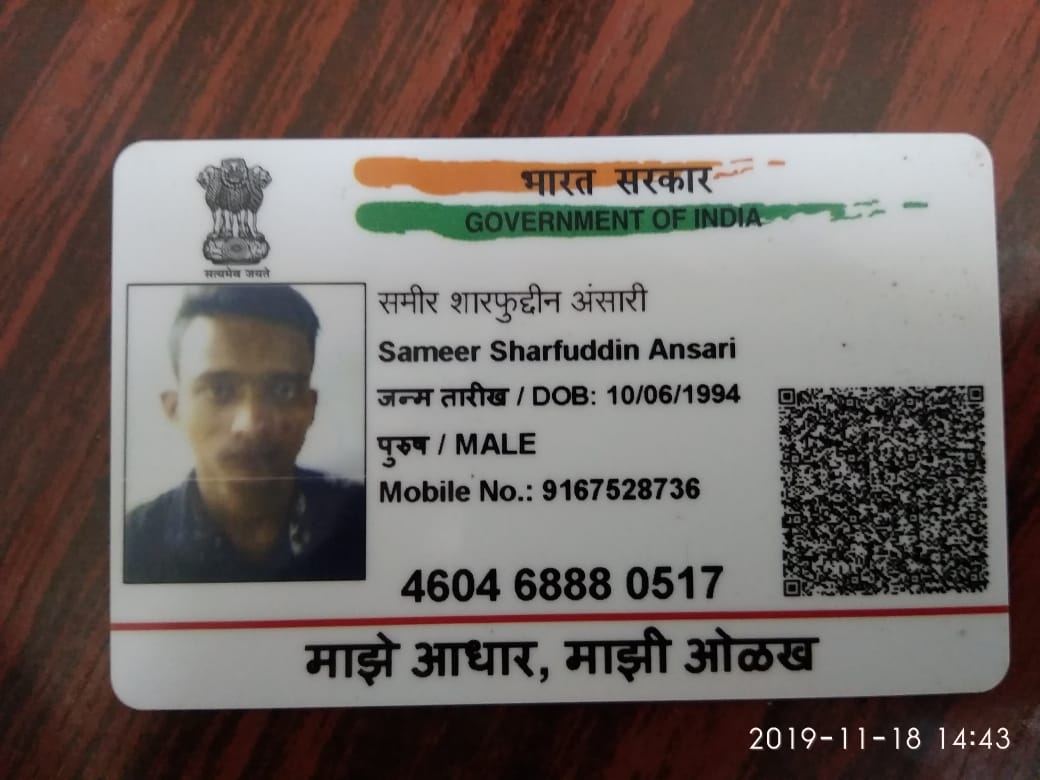 भारत सरकार
GOVERNMENT OF INDIA
सत्यमेव जयते
समीर शारफुद्दीन अंसारी
Sameer Sharfuddin Ansari
जन्म तारीख / DOB: 10/06/1994
पुरुष / MALE
Mobile No.: 9167528736
4604 6888 0517
माझे आधार, माझी ओळख
2019-11-18 14:43